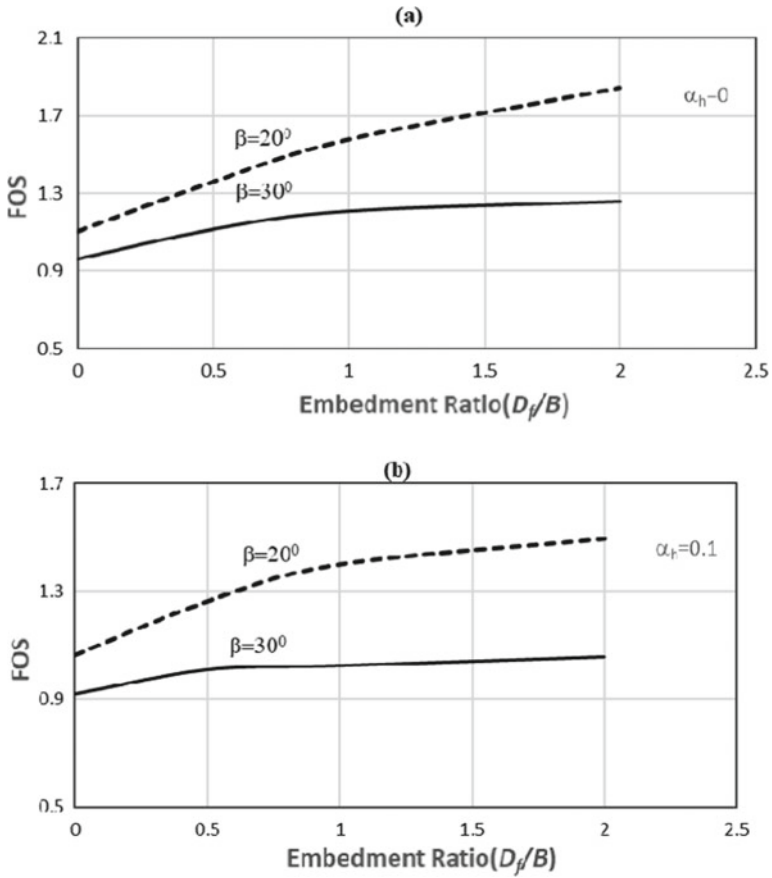 (a)
2.1
1.7
1.3
0.9
0.5
FOS
β=20⁰
β=30⁰
αₕ=0
0 0.5 1 1.5 2 2.5
Embedment Ratio(D_f/B)
(b)
1.7
1.3
0.9
0.5
FOS
β=20⁰
β=30⁰
αₕ=0.1
0 0.5 1 1.5 2 2.5
Embedment Ratio(D_f/B)